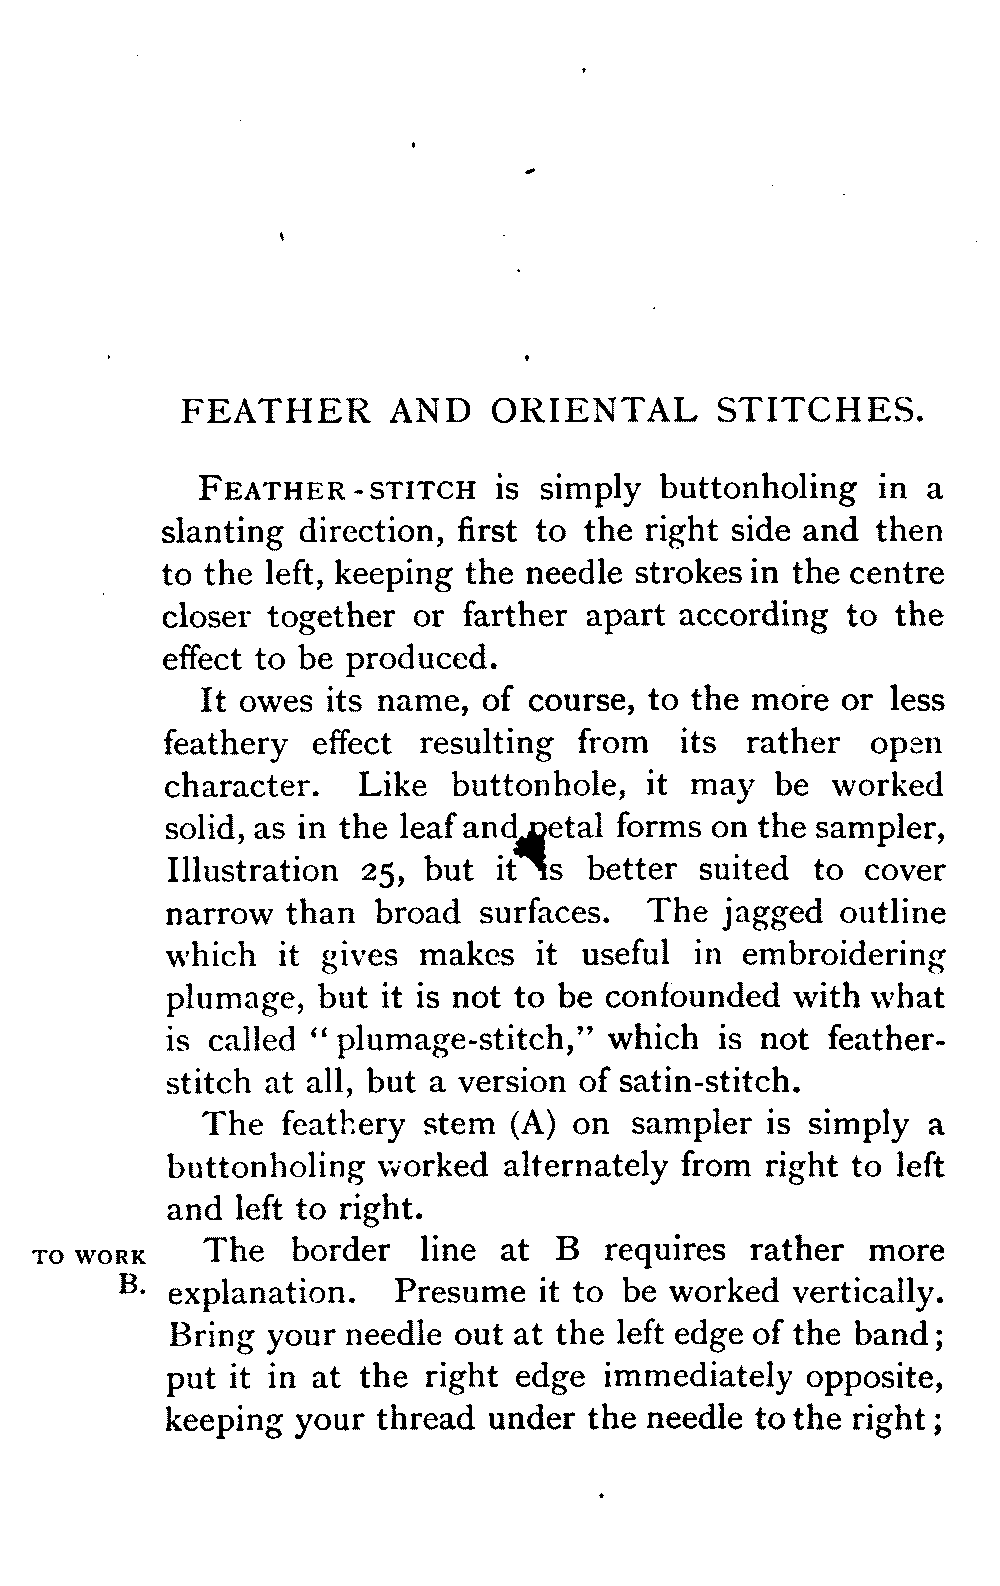 FEATHER AND ORIENTAL STITCHES.
FEATHER-STITCH is simply buttonholing in a
slanting direction, first to the right side and then
to the left, keeping the needle strokes in the centre
closer together or farther apart according to the
effect to be produced.
It owes its name, of course, to the more or less
feathery effect resulting from its rather open
character. Like buttonhole, it may be worked
solid, as in the leaf and petal forms on the sampler,
Illustration 25, but it is better suited to cover
narrow than broad surfaces. The jagged outline
which it gives makes it useful in embroidering
plumage, but it is not to be confounded with what
is called “plumage-stitch,” which is not feather-
stitch at all, but a version of satin-stitch.
The feathery stem (A) on sampler is simply a
buttonholing worked alternately from right to left
and left to right.
TO WORK
B.
The border line at B requires rather more
explanation. Presume it to be worked vertically.
Bring your needle out at the left edge of the band;
put it in at the right edge immediately opposite,
keeping your thread under the needle to the right;